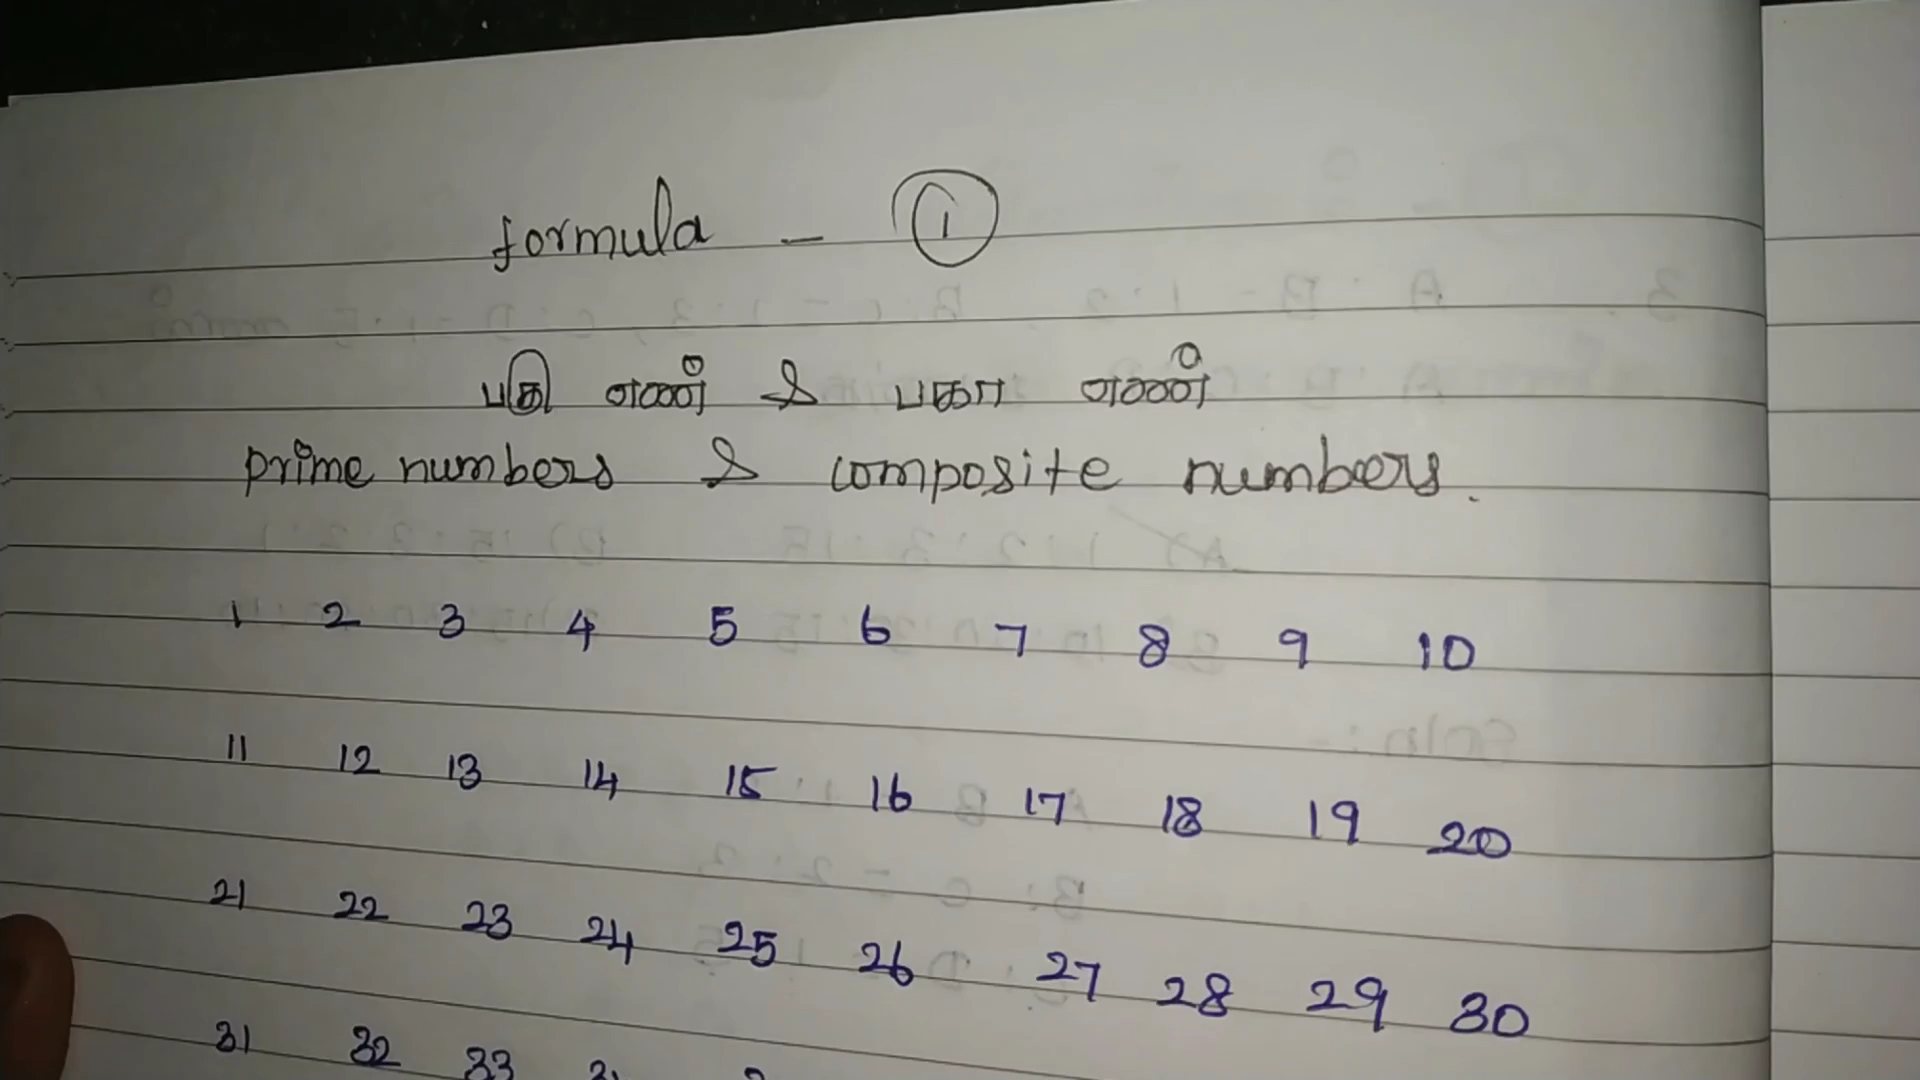 formula - 1
பகு எண் & பகா எண்
prime numbers & composite numbers.
1 2 3 4 5 6 7 8 9 10
11 12 13 14 15 16 17 18 19 20
21 22 23 24 25 26 27 28 29 30
31 32 33